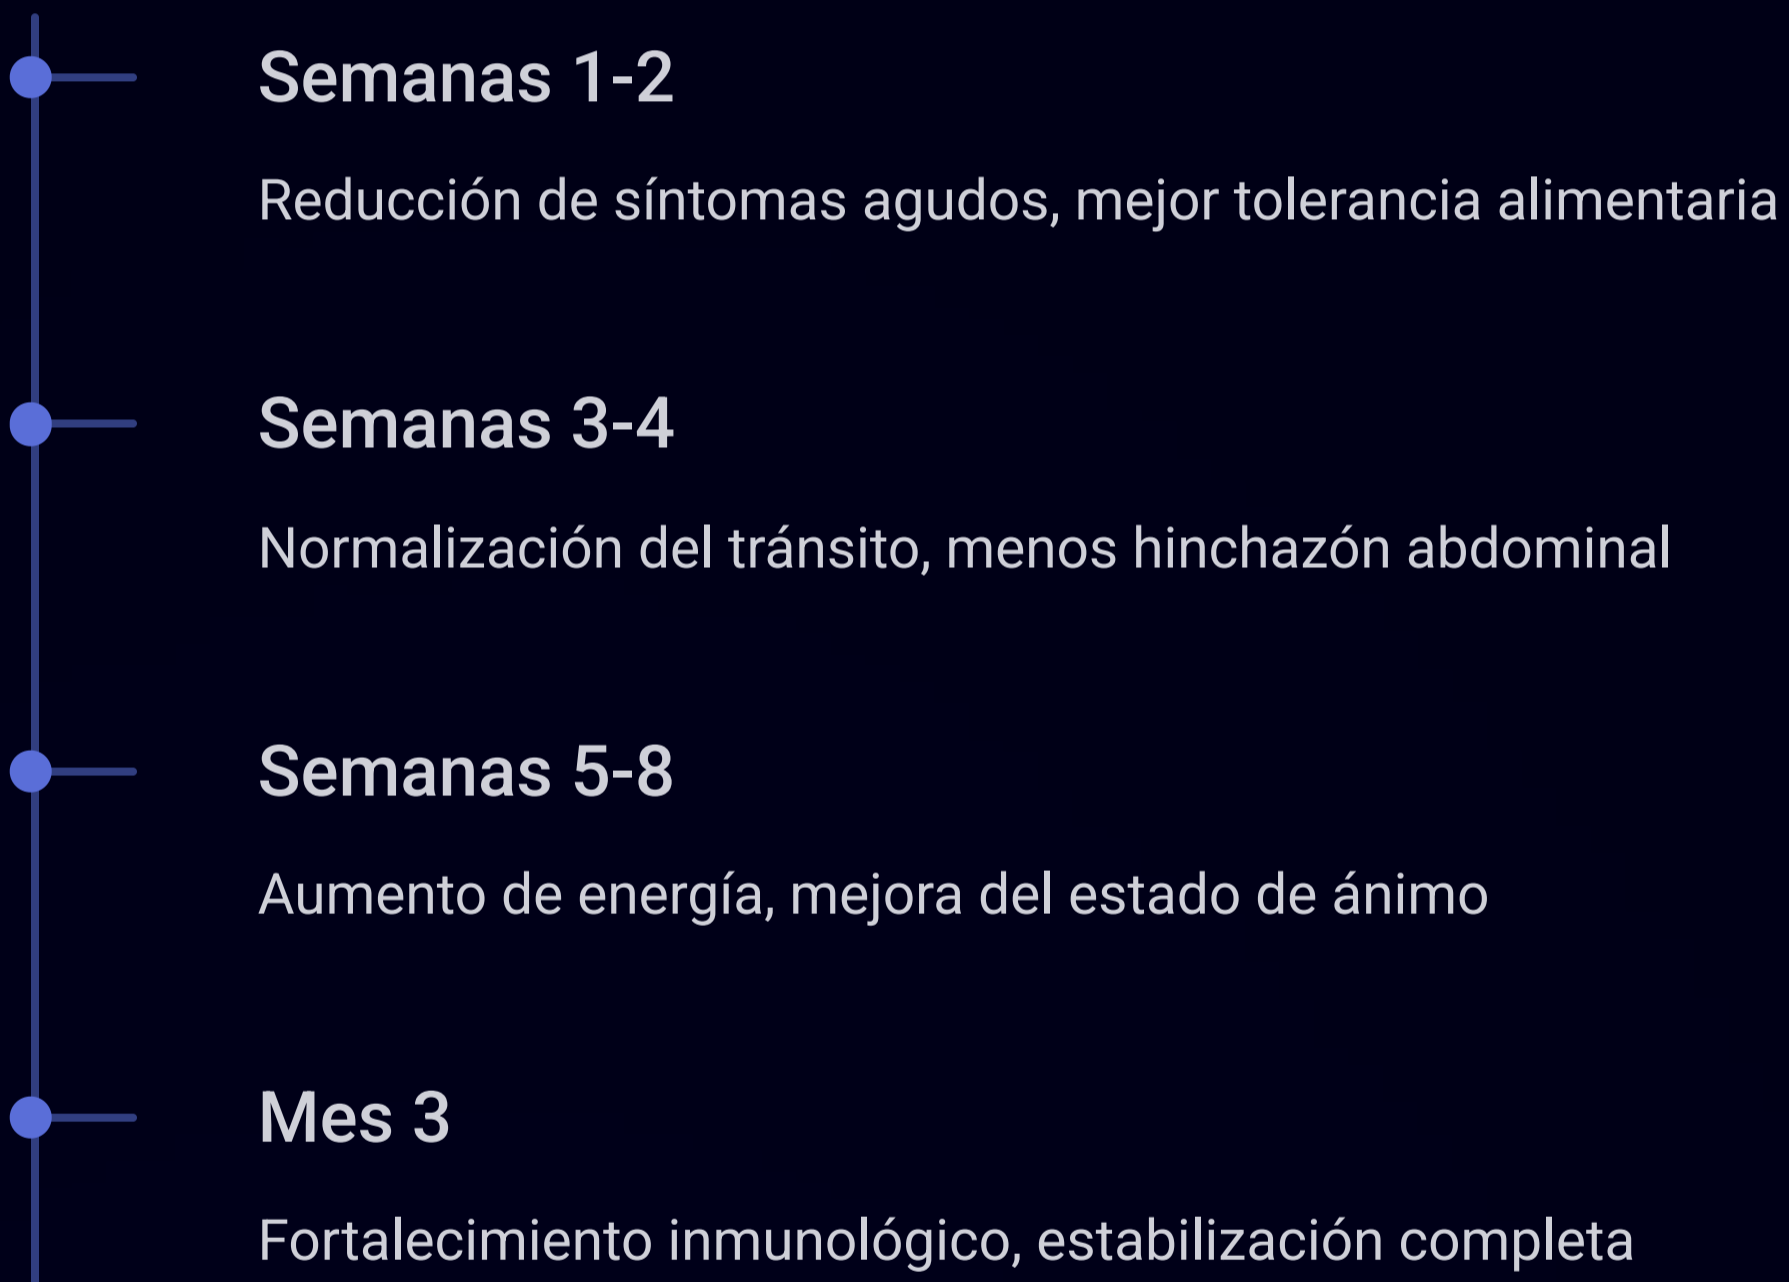 Semanas 1-2
Reducción de síntomas agudos, mejor tolerancia alimentaria
Semanas 3-4
Normalización del tránsito, menos hinchazón abdominal
Semanas 5-8
Aumento de energía, mejora del estado de ánimo
Mes 3
Fortalecimiento inmunológico, estabilización completa